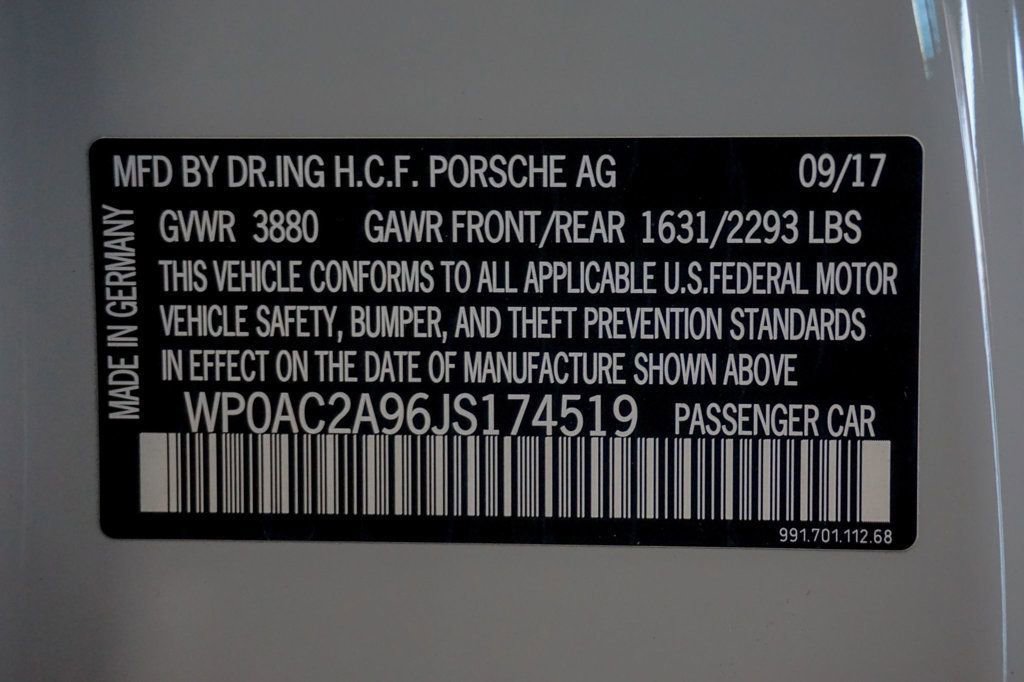 MFD BY DR.ING H.C.F. PORSCHE AG 09/17
GVWR 3880 GAWR FRONT/REAR 1631/2293 LBS
THIS VEHICLE CONFORMS TO ALL APPLICABLE U.S.FEDERAL MOTOR
VEHICLE SAFETY, BUMPER, AND THEFT PREVENTION STANDARDS
IN EFFECT ON THE DATE OF MANUFACTURE SHOWN ABOVE
WP0AC2A96JS174519 PASSENGER CAR
991.701.112.68
MADE IN GERMANY